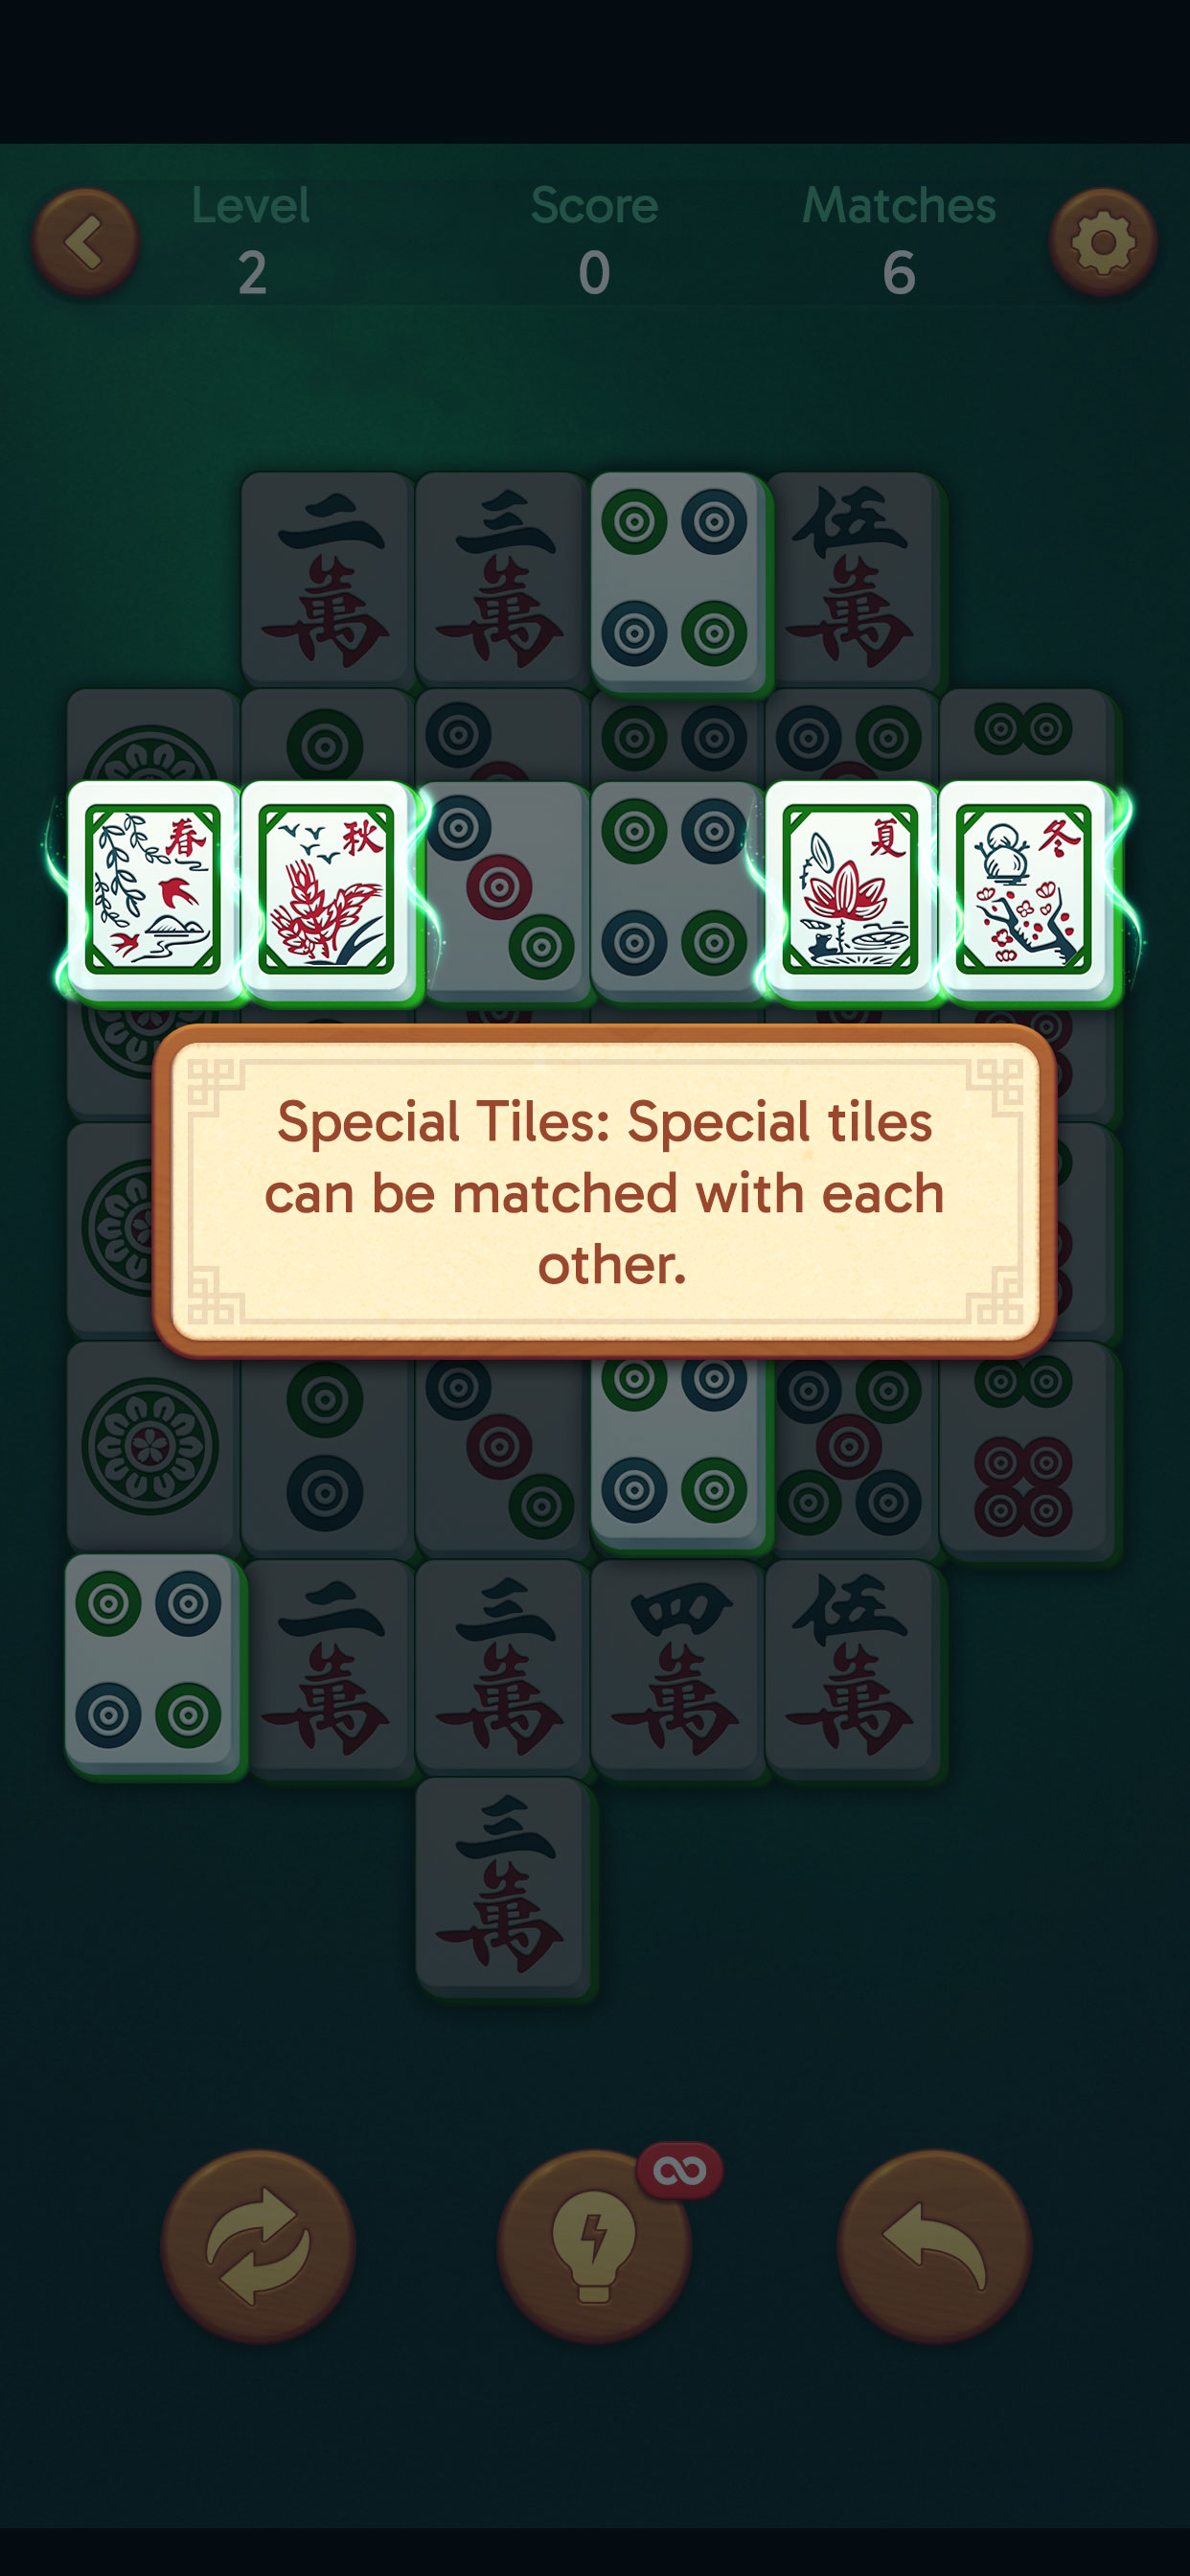 Level Score Matches
2 0 6
二 三 伍
萬 萬 萬
春 秋 夏 冬
Special Tiles: Special tiles
can be matched with each
other.
二 三 四 伍
萬 萬 萬 萬
三
萬
∞